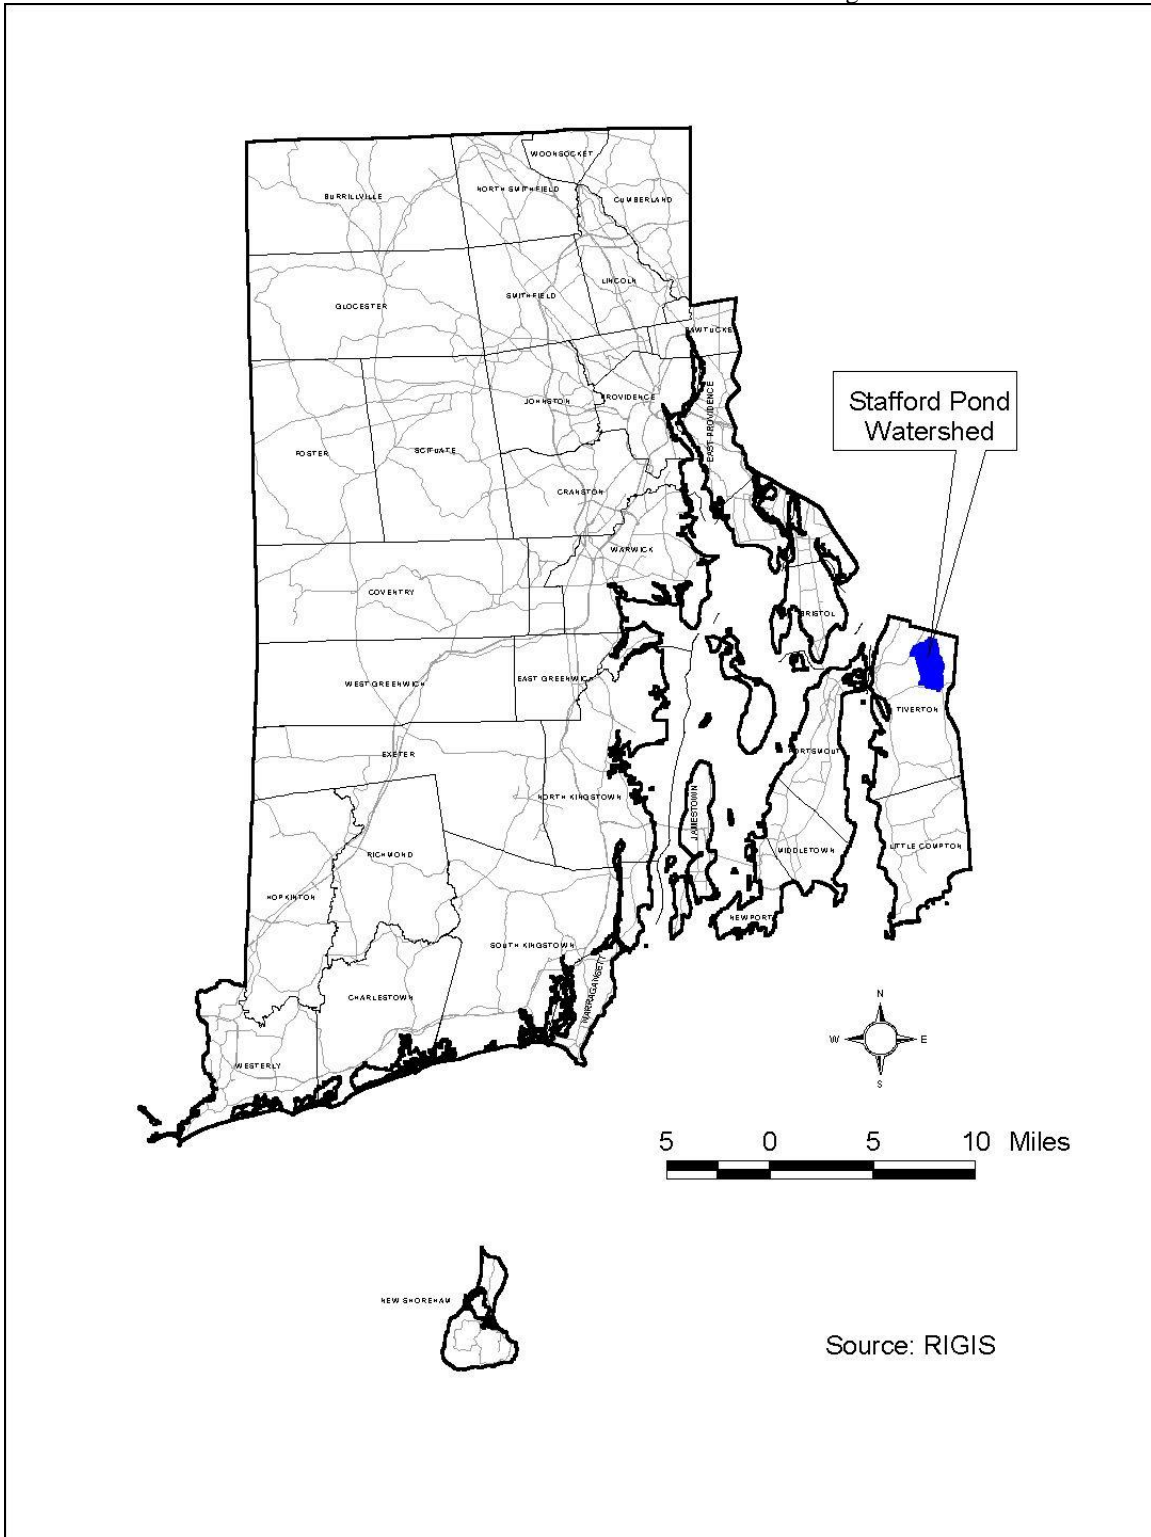 WOONSOCKET
BURRILLVILLE
NORTH SMITHFIELD
CUMBERLAND
LINCOLN
SMITHFIELD
GLOCESTER
PROVIDENCE
JOHNSTON
EAST PROVIDENCE
Stafford Pond
Watershed
FOSTER
SCITUATE
CRANSTON
WARWICK
COVENTRY
BRISTOL
WEST GREENWICH
EAST GREENWICH
TIVERTON
PORTSMOUTH
EXETER
NORTH KINGSTOWN
JAMESTOWN
RICHMOND
MIDDLETOWN
LITTLE COMPTON
HOPKINTON
NEWPORT
SOUTH KINGSTOWN
NARRAGANSETT
CHARLESTOWN
N
W
E
S
WESTERLY
5 0 5 10 Miles
NEW SHOREHAM
Source: RIGIS